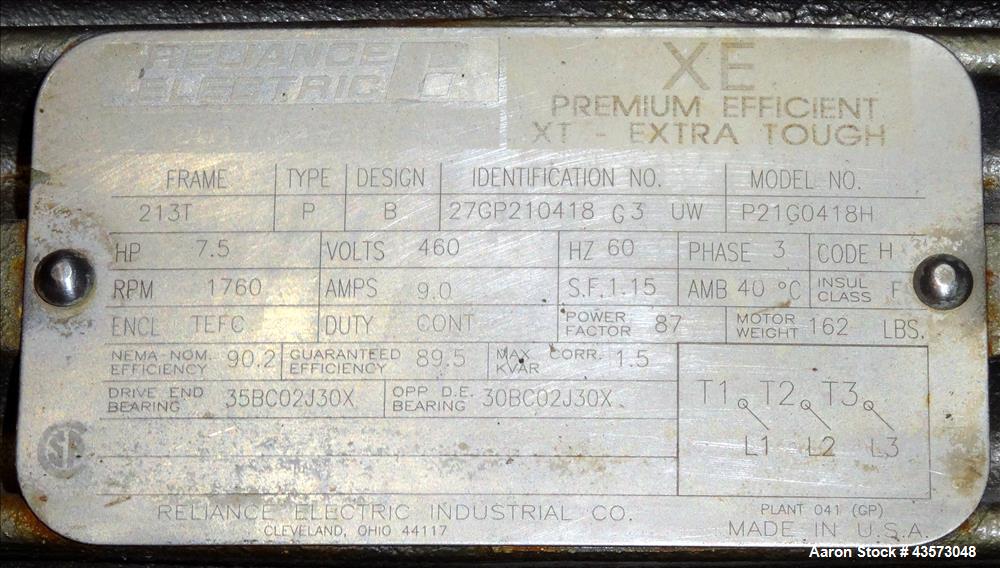 RELIANCE
ELECTRIC
XE
PREMIUM EFFICIENT
XT - EXTRA TOUGH
FRAME TYPE DESIGN IDENTIFICATION NO. MODEL NO.
213T P B 27GP210418 G3 UW P21G0418H
HP 7.5 VOLTS 460 HZ 60 PHASE 3 CODE H
RPM 1760 AMPS 9.0 S.F. 1.15 AMB 40 °C INSUL CLASS F
ENCL TEFC DUTY CONT POWER FACTOR 87 MOTOR WEIGHT 162 LBS.
NEMA NOM. EFFICIENCY 90.2 GUARANTEED EFFICIENCY 89.5 MAX. CORR. KVAR 1.5
DRIVE END BEARING 35BC02J30X OPP D.E. BEARING 30BC02J30X
T1 T2 T3
L1 L2 L3
RELIANCE ELECTRIC INDUSTRIAL CO.
CLEVELAND, OHIO 44117
PLANT 041 (GP)
MADE IN U.S.A.
Aaron Stock # 43573048